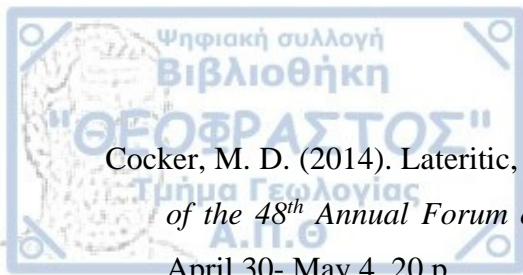 Ψηφιακή συλλογή
Βιβλιοθήκη
"ΘΕΟΦΡΑΣΤΟΣ"
Cocker, M. D. (2014). Lateritic,
Τμήμα Γεωλογίας
of the 48th Annual Forum
Α.Π.Θ
April 30- May 4, 20 p